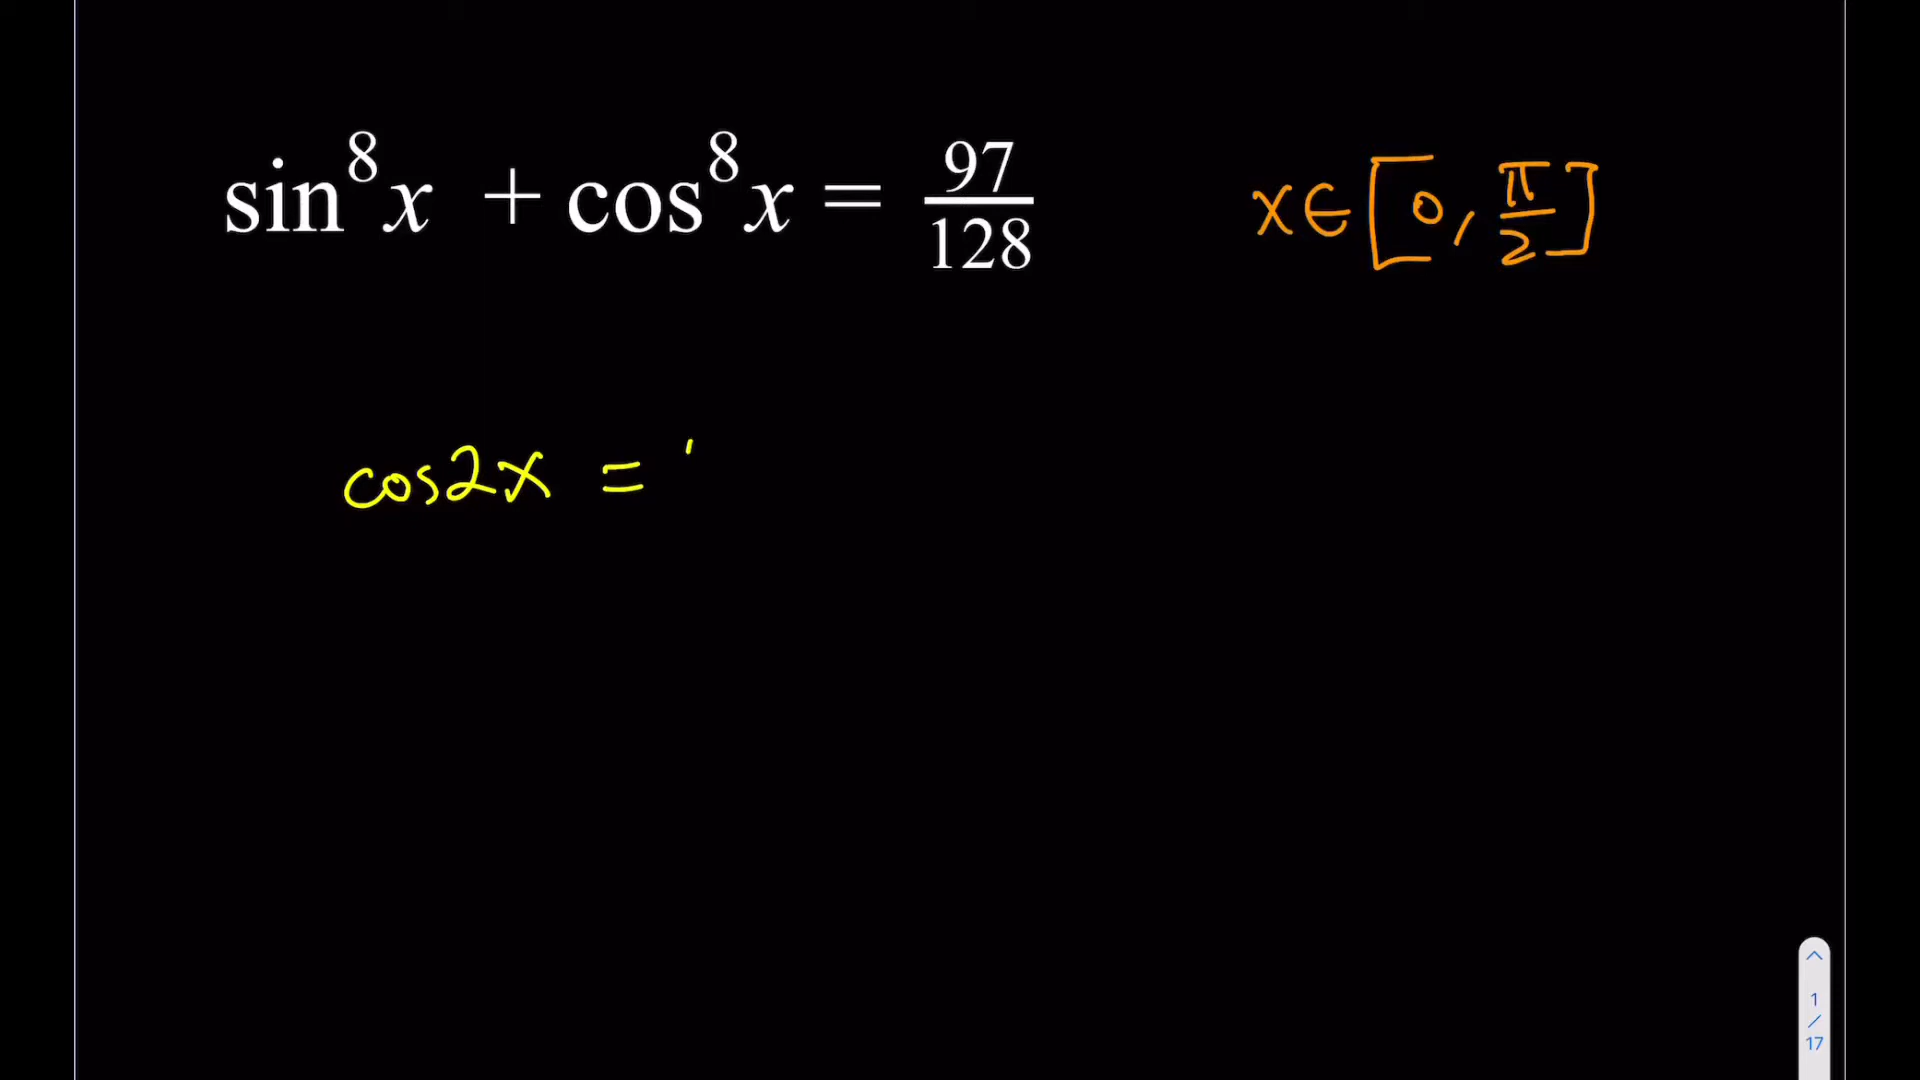 sin⁸x + cos⁸x = 97/128
x ∈ [0, π/2]
cos2x =
1
/
17